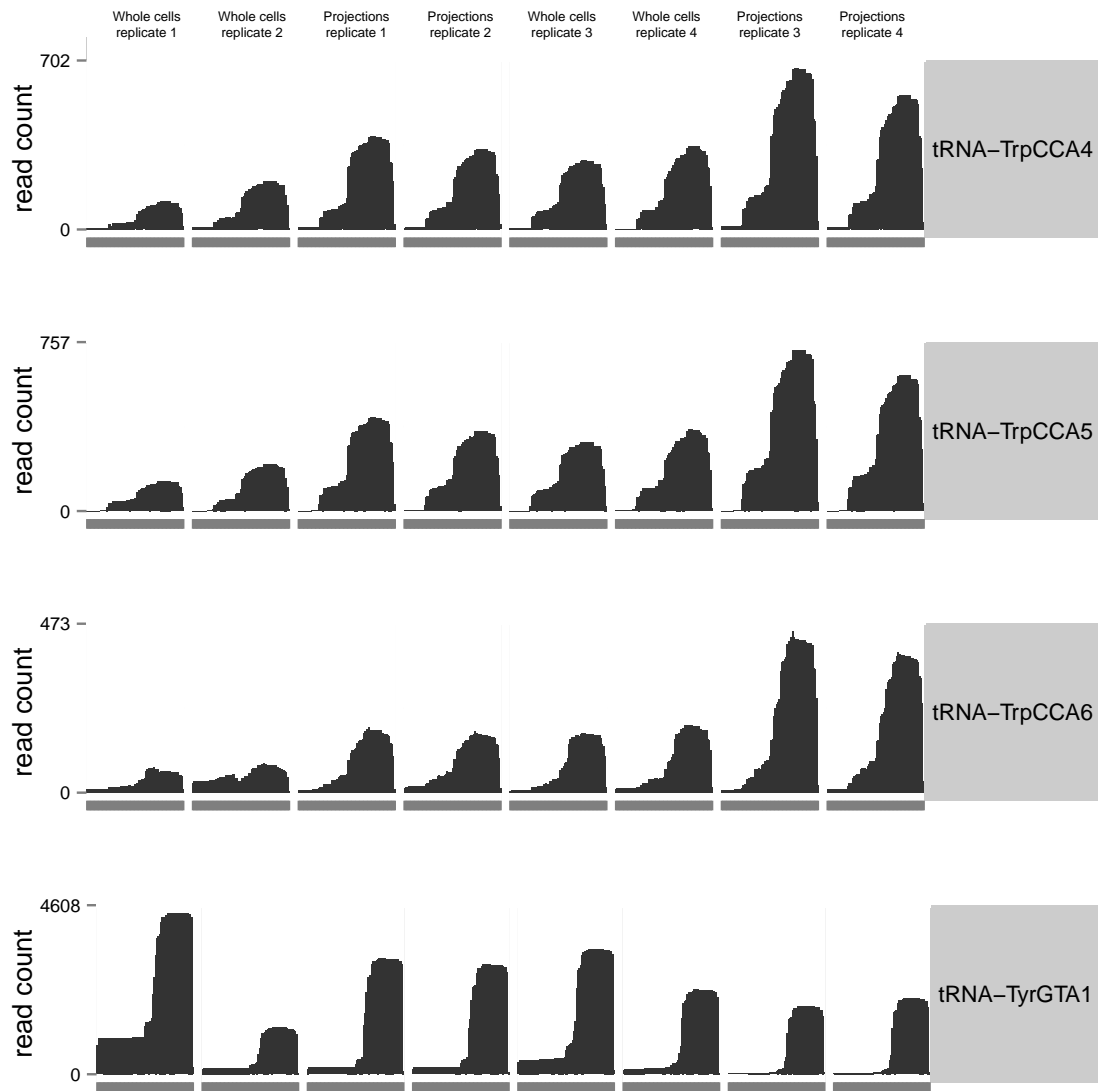 Whole cells replicate 1
Whole cells replicate 2
Projections replicate 1
Projections replicate 2
Whole cells replicate 3
Whole cells replicate 4
Projections replicate 3
Projections replicate 4
702
read count
0
tRNA−TrpCCA4
757
read count
0
tRNA−TrpCCA5
473
read count
0
tRNA−TrpCCA6
4608
read count
0
tRNA−TyrGTA1